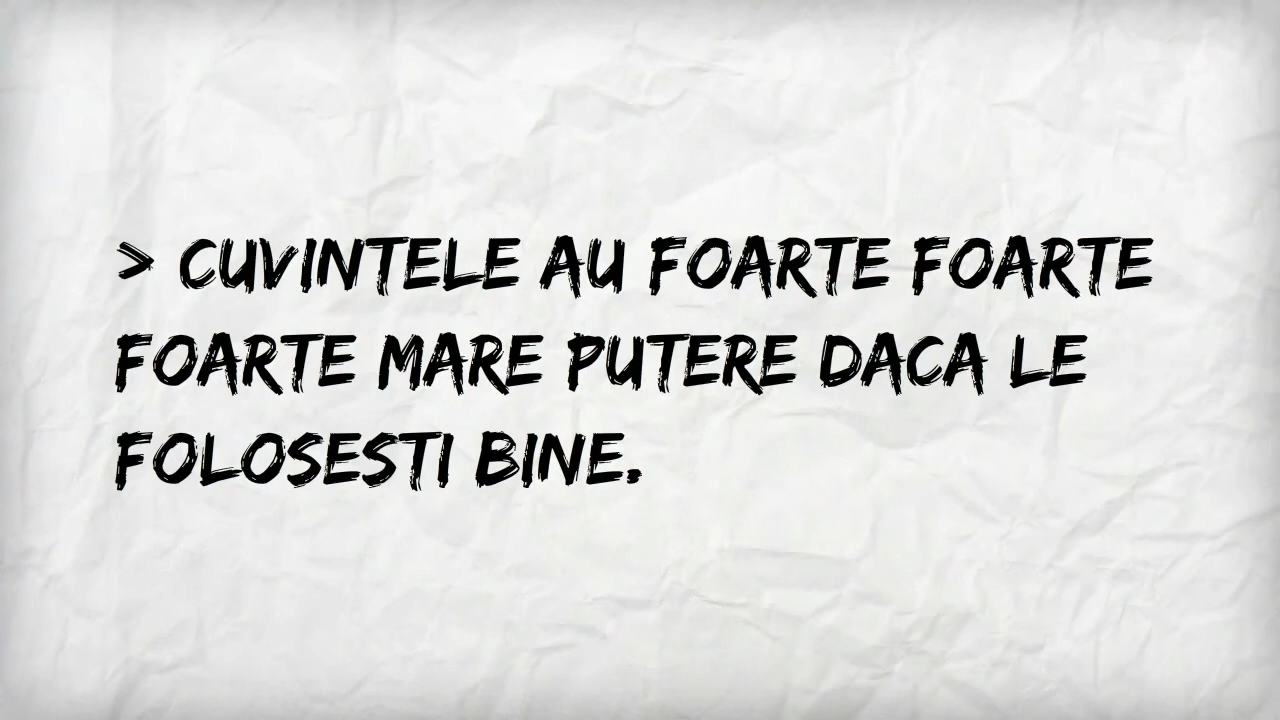 > CUVINTELE AU FOARTE FOARTE
FOARTE MARE PUTERE DACA LE
FOLOSESTI BINE.